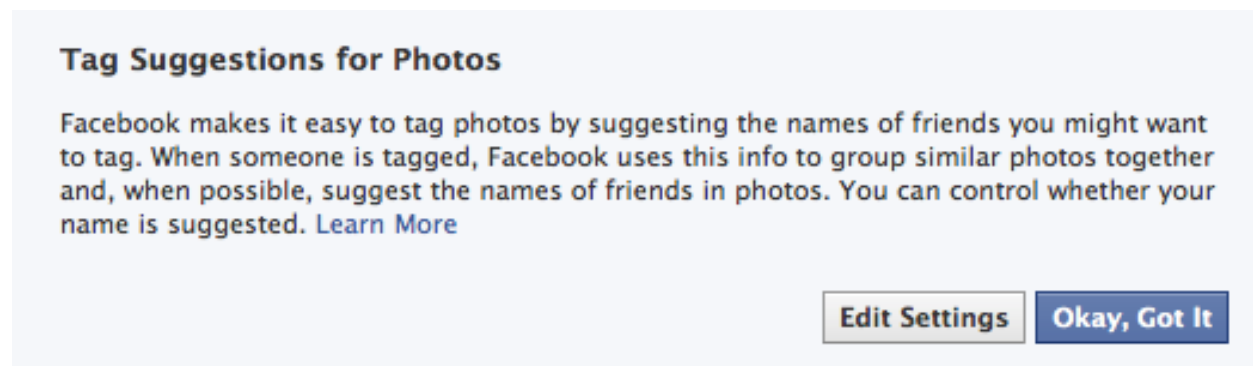 Tag Suggestions for Photos
Facebook makes it easy to tag photos by suggesting the names of friends you might want
to tag. When someone is tagged, Facebook uses this info to group similar photos together
and, when possible, suggest the names of friends in photos. You can control whether your
name is suggested. Learn More
Edit Settings Okay, Got It